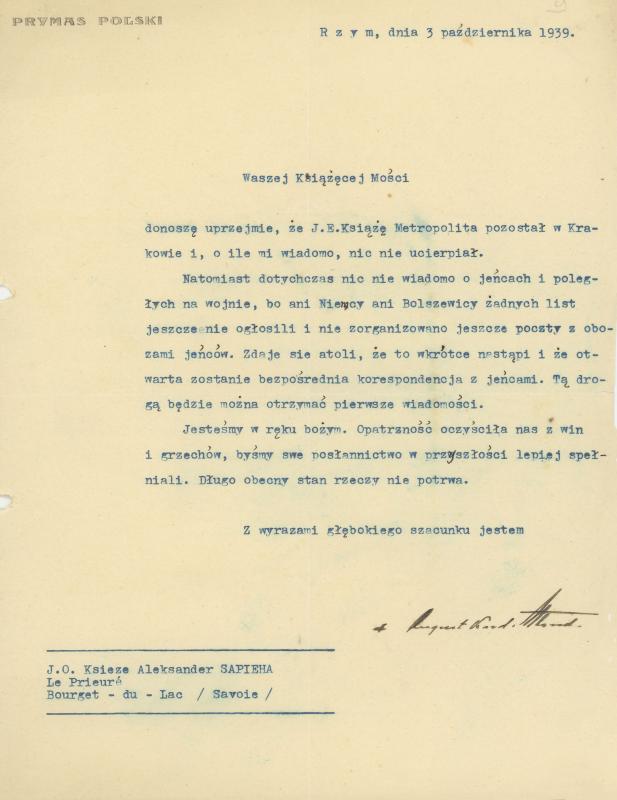 PRYMAS POLSKI
R z y m, dnia 3 października 1939.
Waszej Książęcej Mości
donoszę uprzejmie, że J.E.Książę Metropolita pozostał w Kra-
kowie i, o ile mi wiadomo, nic nie ucierpiał.
Natomiast dotychczas nic nie wiadomo o jeńcach i poleg-
łych na wojnie, bo ani Niemcy ani Bolszewicy żadnych list
jeszcze nie ogłosili i nie zorganizowano jeszcze poczty z obo-
zami jeńców. Zdaje sie atoli, że to wkrótce nastąpi i że ot-
warta zostanie bezpośrednia korespondencja z jeńcami. Tą dro-
gą będzie można otrzymać pierwsze wiadomości.
Jesteśmy w ręku bożym. Opatrzność oczyściła nas z win
i grzechów, byśmy swe posłannictwo w przyszłości lepiej speł-
niali. Długo obecny stan rzeczy nie potrwa.
Z wyrazami głębokiego szacunku jestem
+ August Kard. Hlond.
J.O. Ksieze Aleksander SAPIEHA
Le Prieuré
Bourget - du - Lac / Savoie /